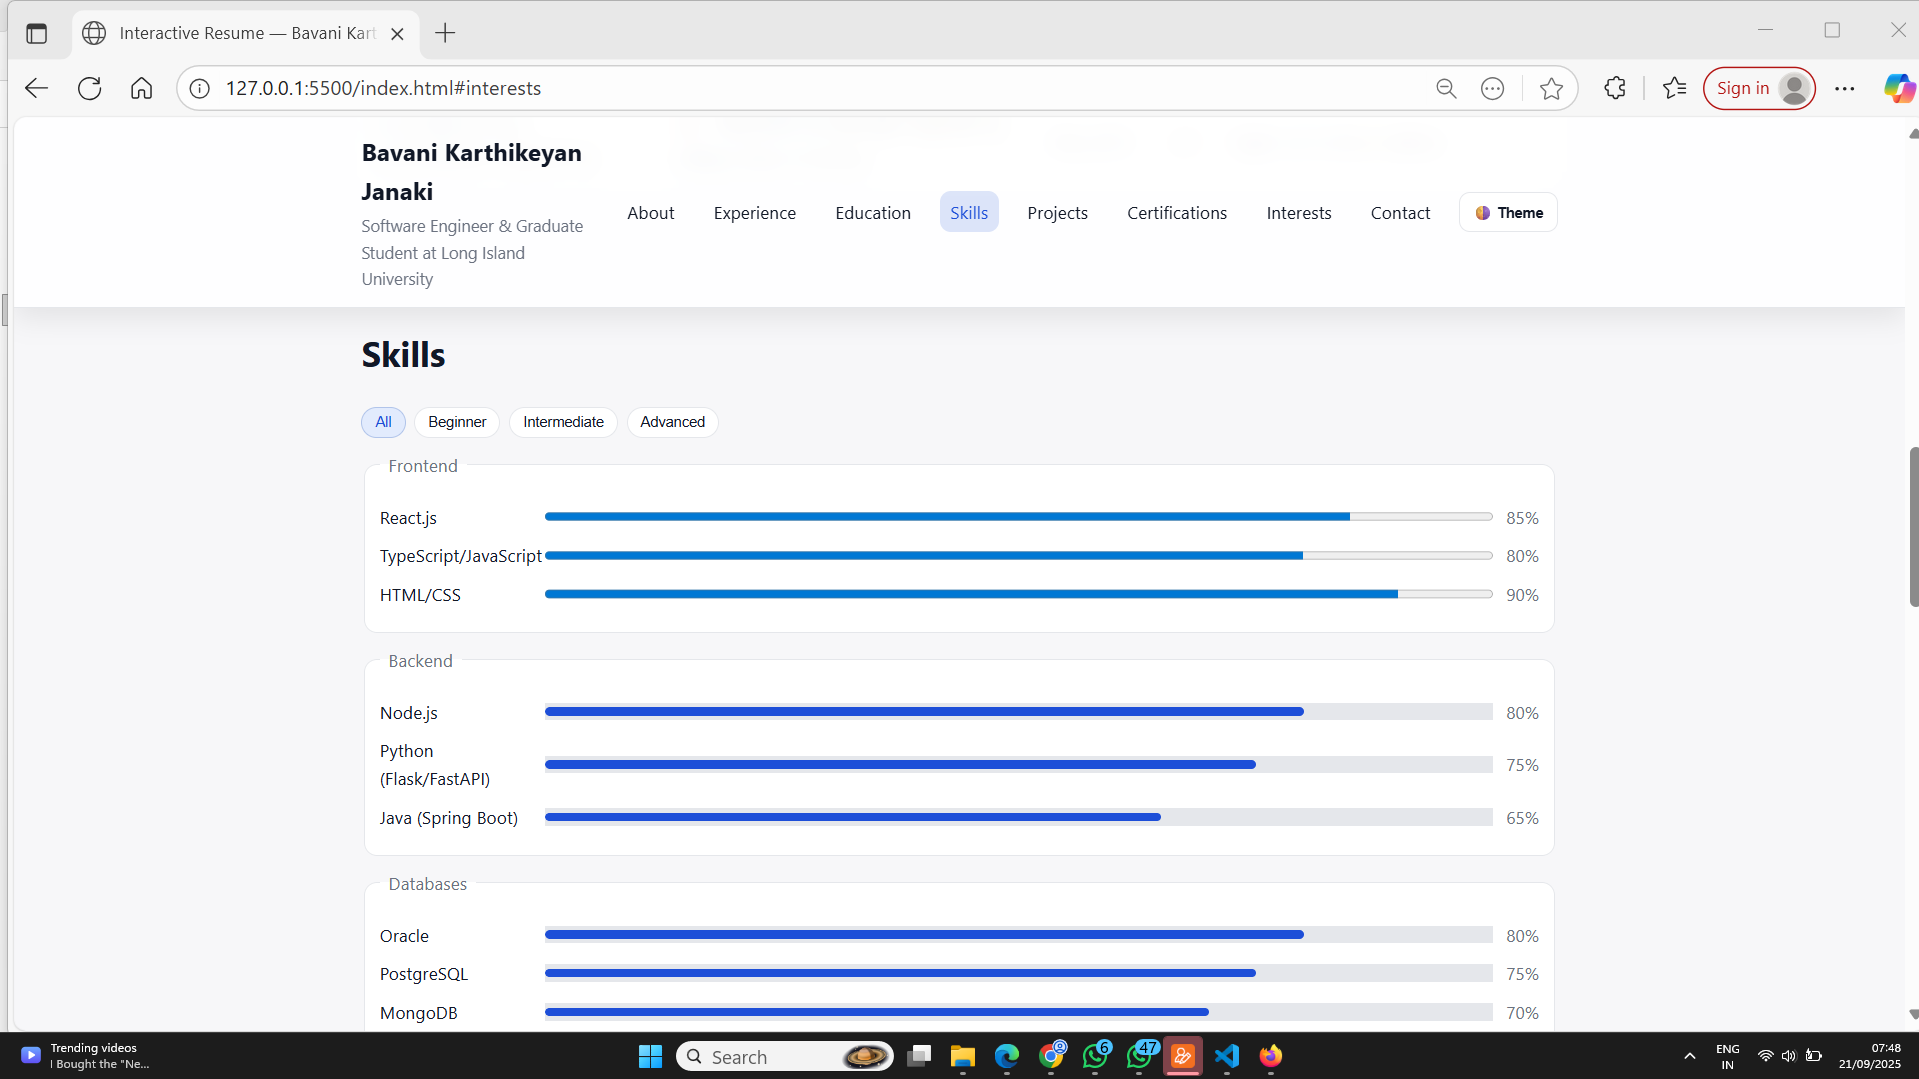 Interactive Resume — Bavani Kart
127.0.0.1:5500/index.html#interests
Sign in
Bavani Karthikeyan
Janaki
Software Engineer & Graduate
Student at Long Island
University
About
Experience
Education
Skills
Projects
Certifications
Interests
Contact
Theme
Skills
All
Beginner
Intermediate
Advanced
Frontend
React.js
85%
TypeScript/JavaScript
80%
HTML/CSS
90%
Backend
Node.js
80%
Python
(Flask/FastAPI)
75%
Java (Spring Boot)
65%
Databases
Oracle
80%
PostgreSQL
75%
MongoDB
70%
Trending videos
I Bought the "Ne...
Search
6
47
ENG
IN
07:48
21/09/2025